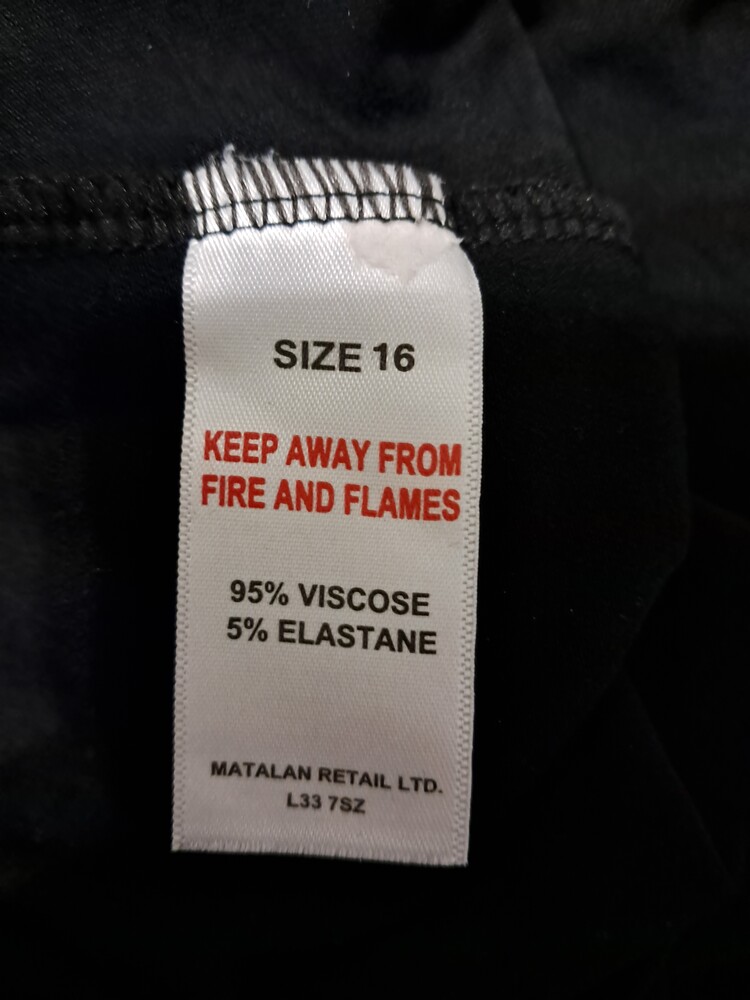 SIZE 16
KEEP AWAY FROM
FIRE AND FLAMES
95% VISCOSE
5% ELASTANE
MATALAN RETAIL LTD.
L33 7SZ